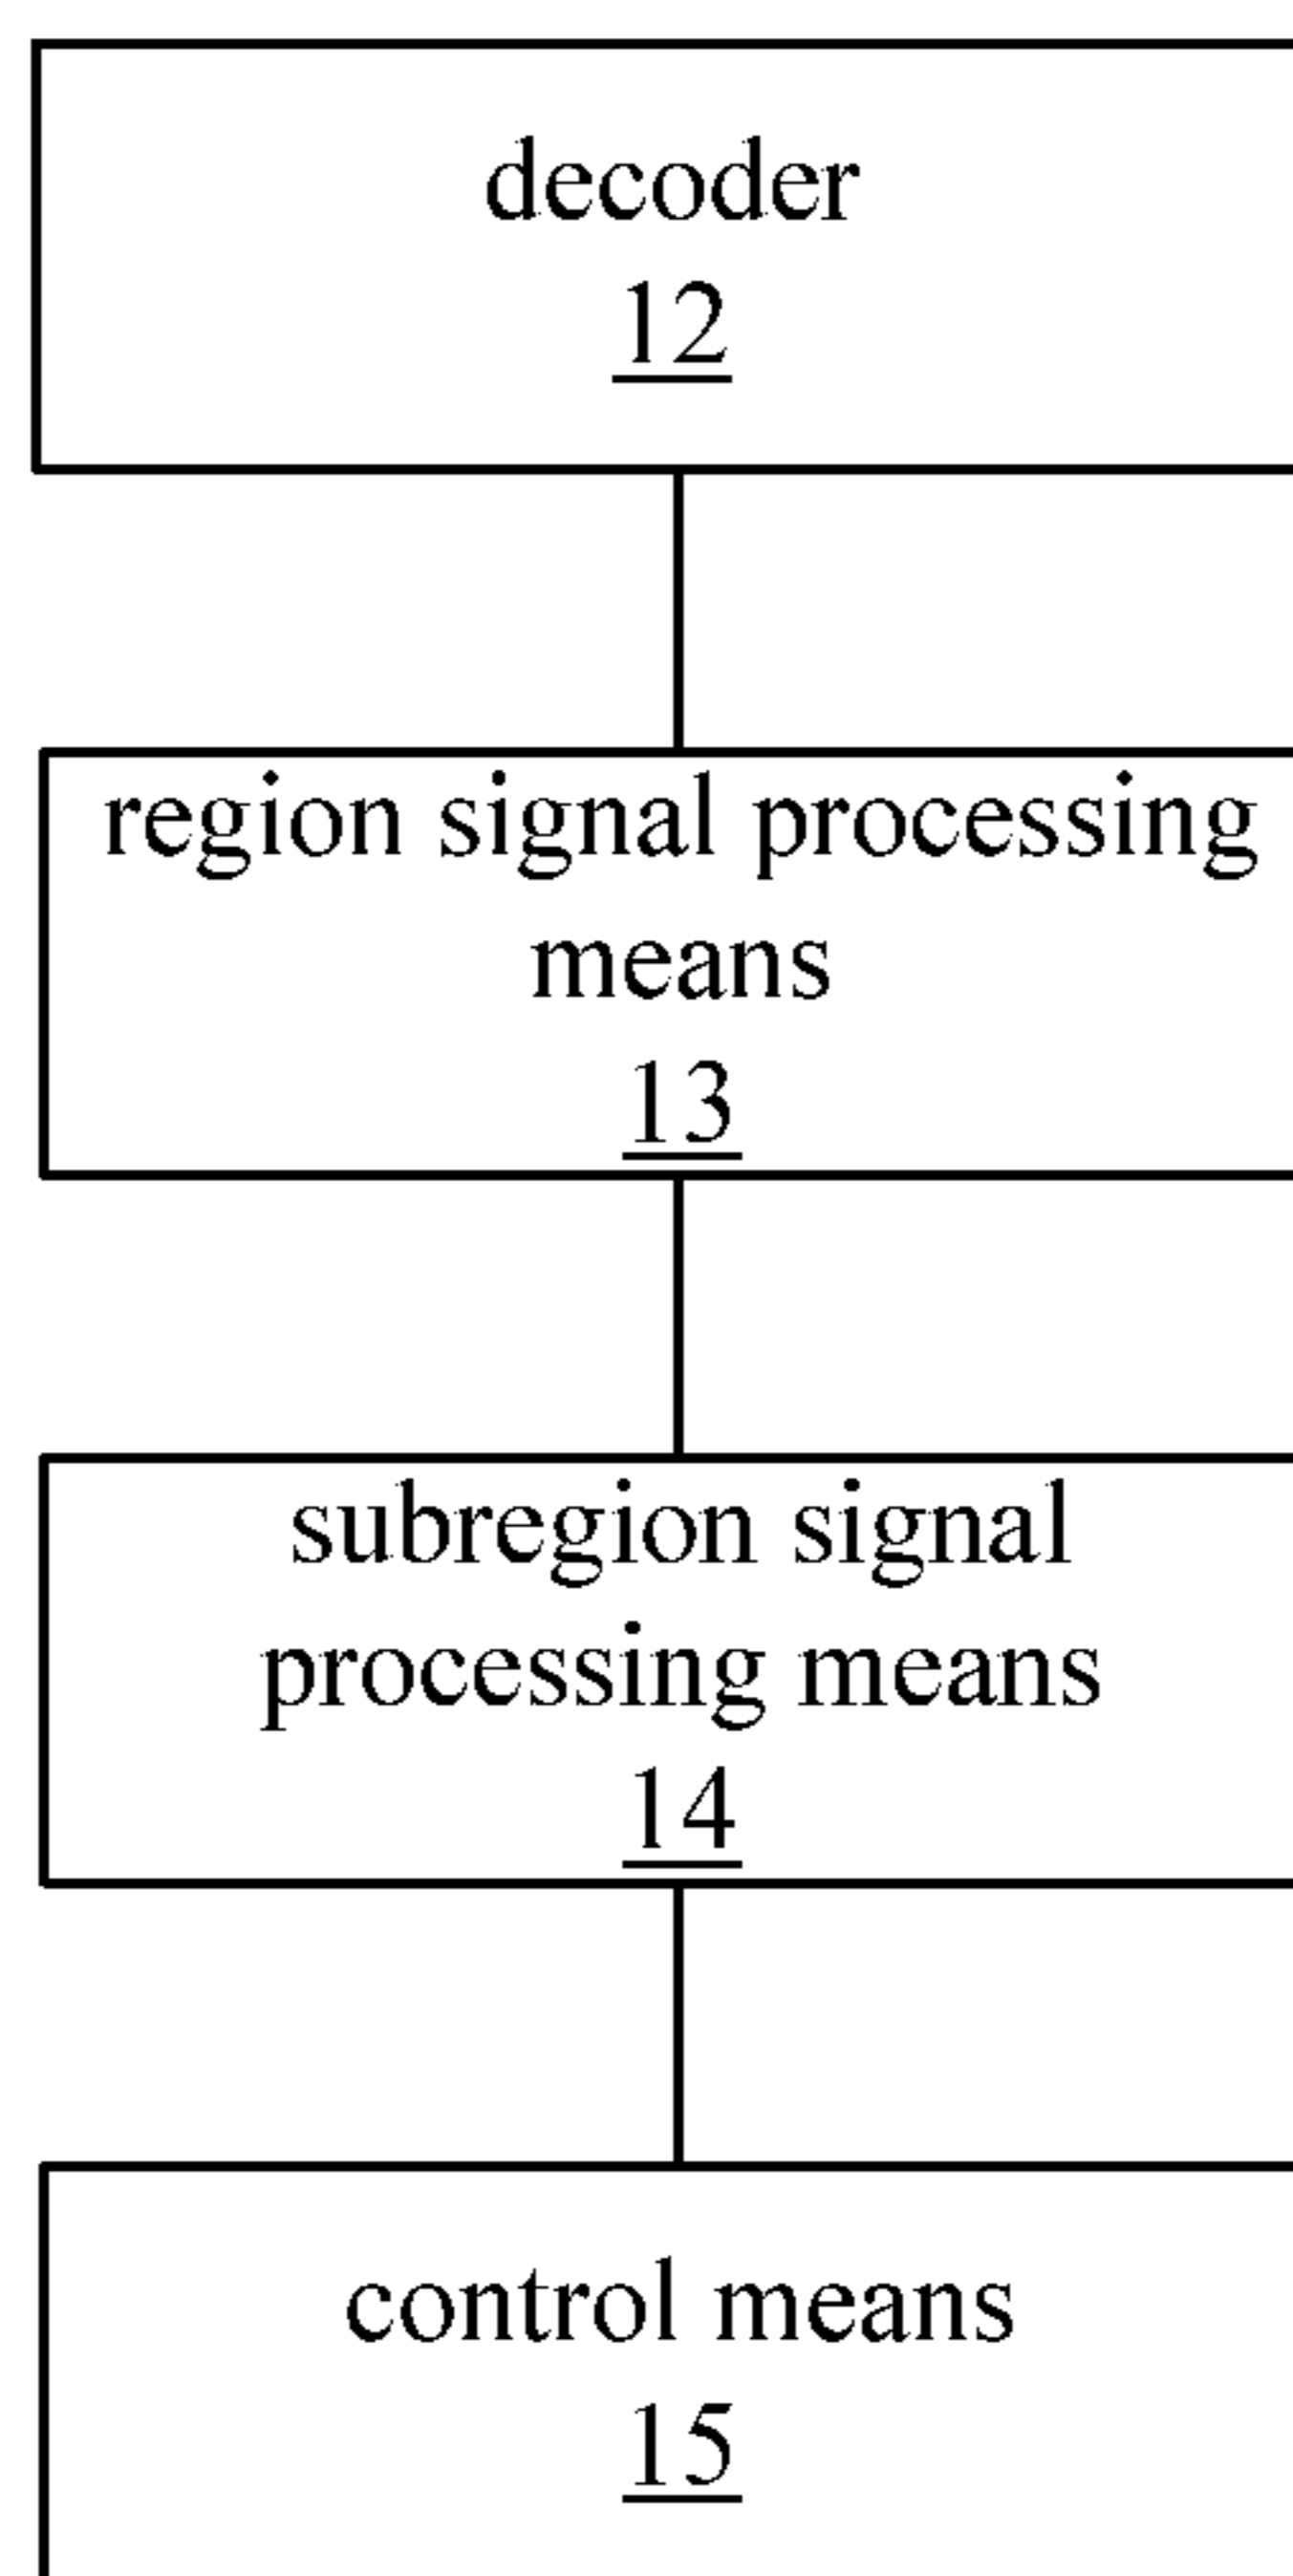 decoder
12
region signal processing
means
13
subregion signal
processing means
14
control means
15